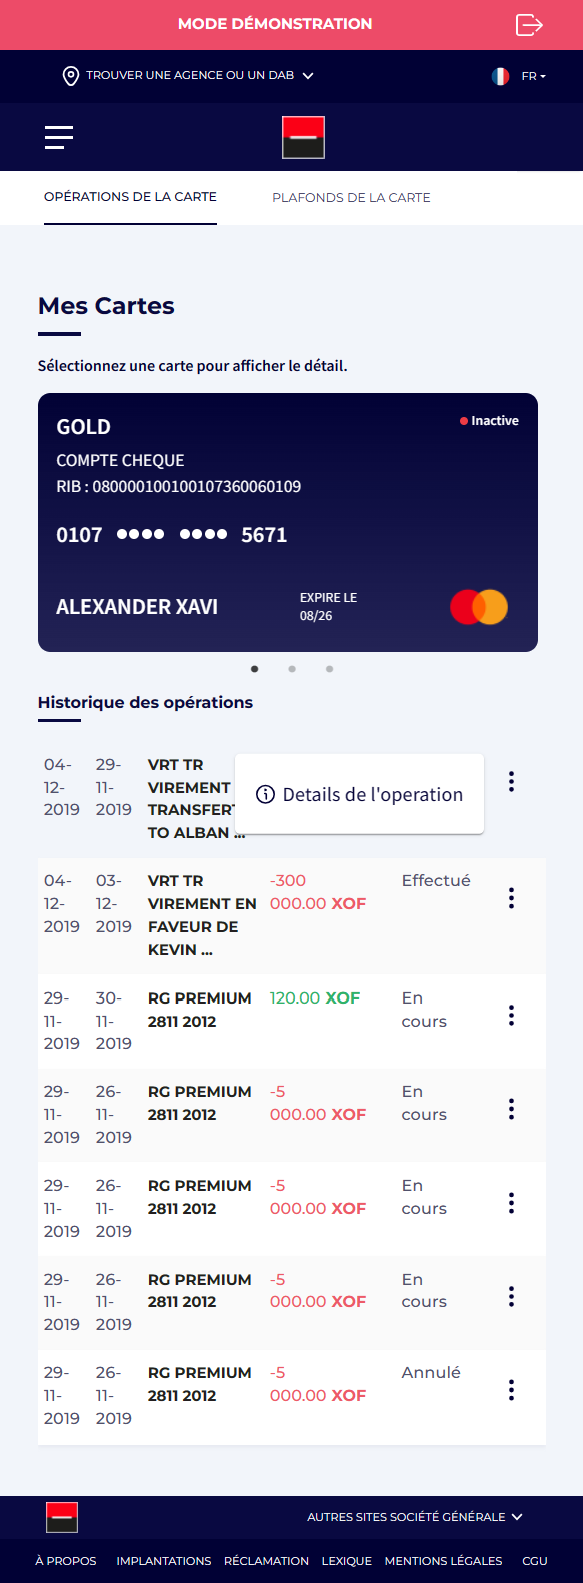 MODE DÉMONSTRATION
TROUVER UNE AGENCE OU UN DAB
FR
OPÉRATIONS DE LA CARTE
PLAFONDS DE LA CARTE
Mes Cartes
Sélectionnez une carte pour afficher le détail.
GOLD
Inactive
COMPTE CHEQUE
RIB : 080000100100107360060109
0107 •••• •••• 5671
ALEXANDER XAVI
EXPIRE LE
08/26
Historique des opérations
04-
12-
2019
29-
11-
2019
VRT TR
VIREMENT
TRANSFERT
TO ALBAN ...
Details de l'operation
04-
12-
2019
03-
12-
2019
VRT TR
VIREMENT EN
FAVEUR DE
KEVIN ...
-300
000.00 XOF
Effectué
29-
11-
2019
30-
11-
2019
RG PREMIUM
2811 2012
120.00 XOF
En
cours
29-
11-
2019
26-
11-
2019
RG PREMIUM
2811 2012
-5
000.00 XOF
En
cours
29-
11-
2019
26-
11-
2019
RG PREMIUM
2811 2012
-5
000.00 XOF
En
cours
29-
11-
2019
26-
11-
2019
RG PREMIUM
2811 2012
-5
000.00 XOF
En
cours
29-
11-
2019
26-
11-
2019
RG PREMIUM
2811 2012
-5
000.00 XOF
Annulé
AUTRES SITES SOCIÉTÉ GÉNÉRALE
À PROPOS
IMPLANTATIONS
RÉCLAMATION
LEXIQUE
MENTIONS LÉGALES
CGU